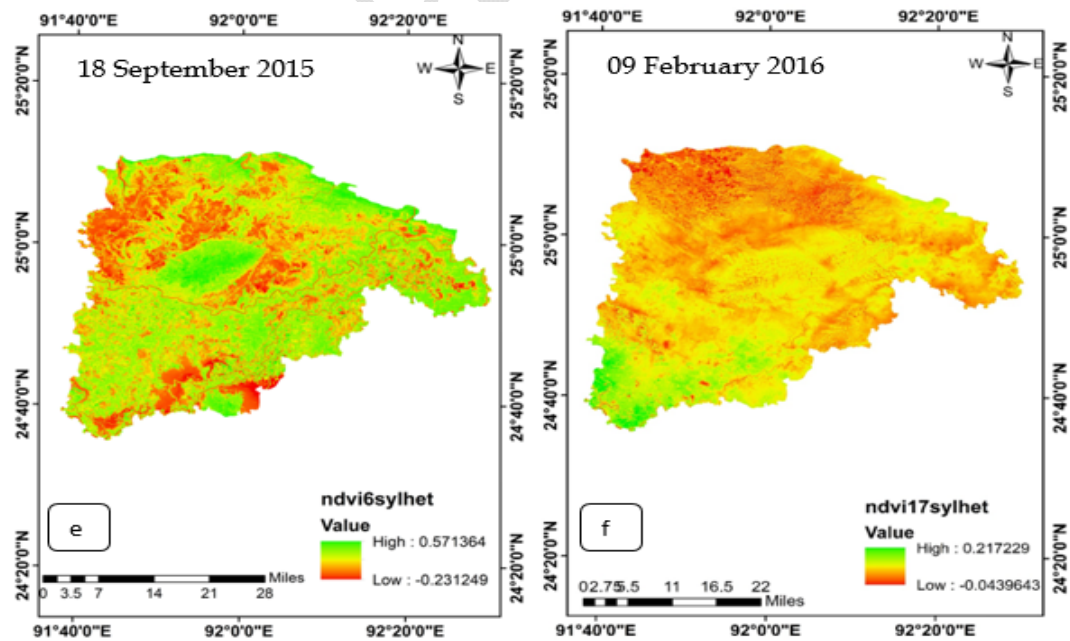 91°40'0"E 92°0'0"E 92°20'0"E
18 September 2015
N
W E
S
25°20'0"N 25°20'0"N
25°0'0"N 25°0'0"N
24°40'0"N 24°40'0"N
24°20'0"N 24°20'0"N
e
ndvi6sylhet
Value
High : 0.571364
Low : -0.231249
Miles
0 3.5 7 14 21 28
91°40'0"E 92°0'0"E 92°20'0"E
91°40'0"E 92°0'0"E 92°20'0"E
09 February 2016
N
W E
S
25°20'0"N 25°20'0"N
25°0'0"N 25°0'0"N
24°40'0"N 24°40'0"N
24°20'0"N 24°20'0"N
f
ndvi17sylhet
Value
High : 0.217229
Low : -0.0439643
02.755.5 11 16.5 22
Miles
91°40'0"E 92°0'0"E 92°20'0"E